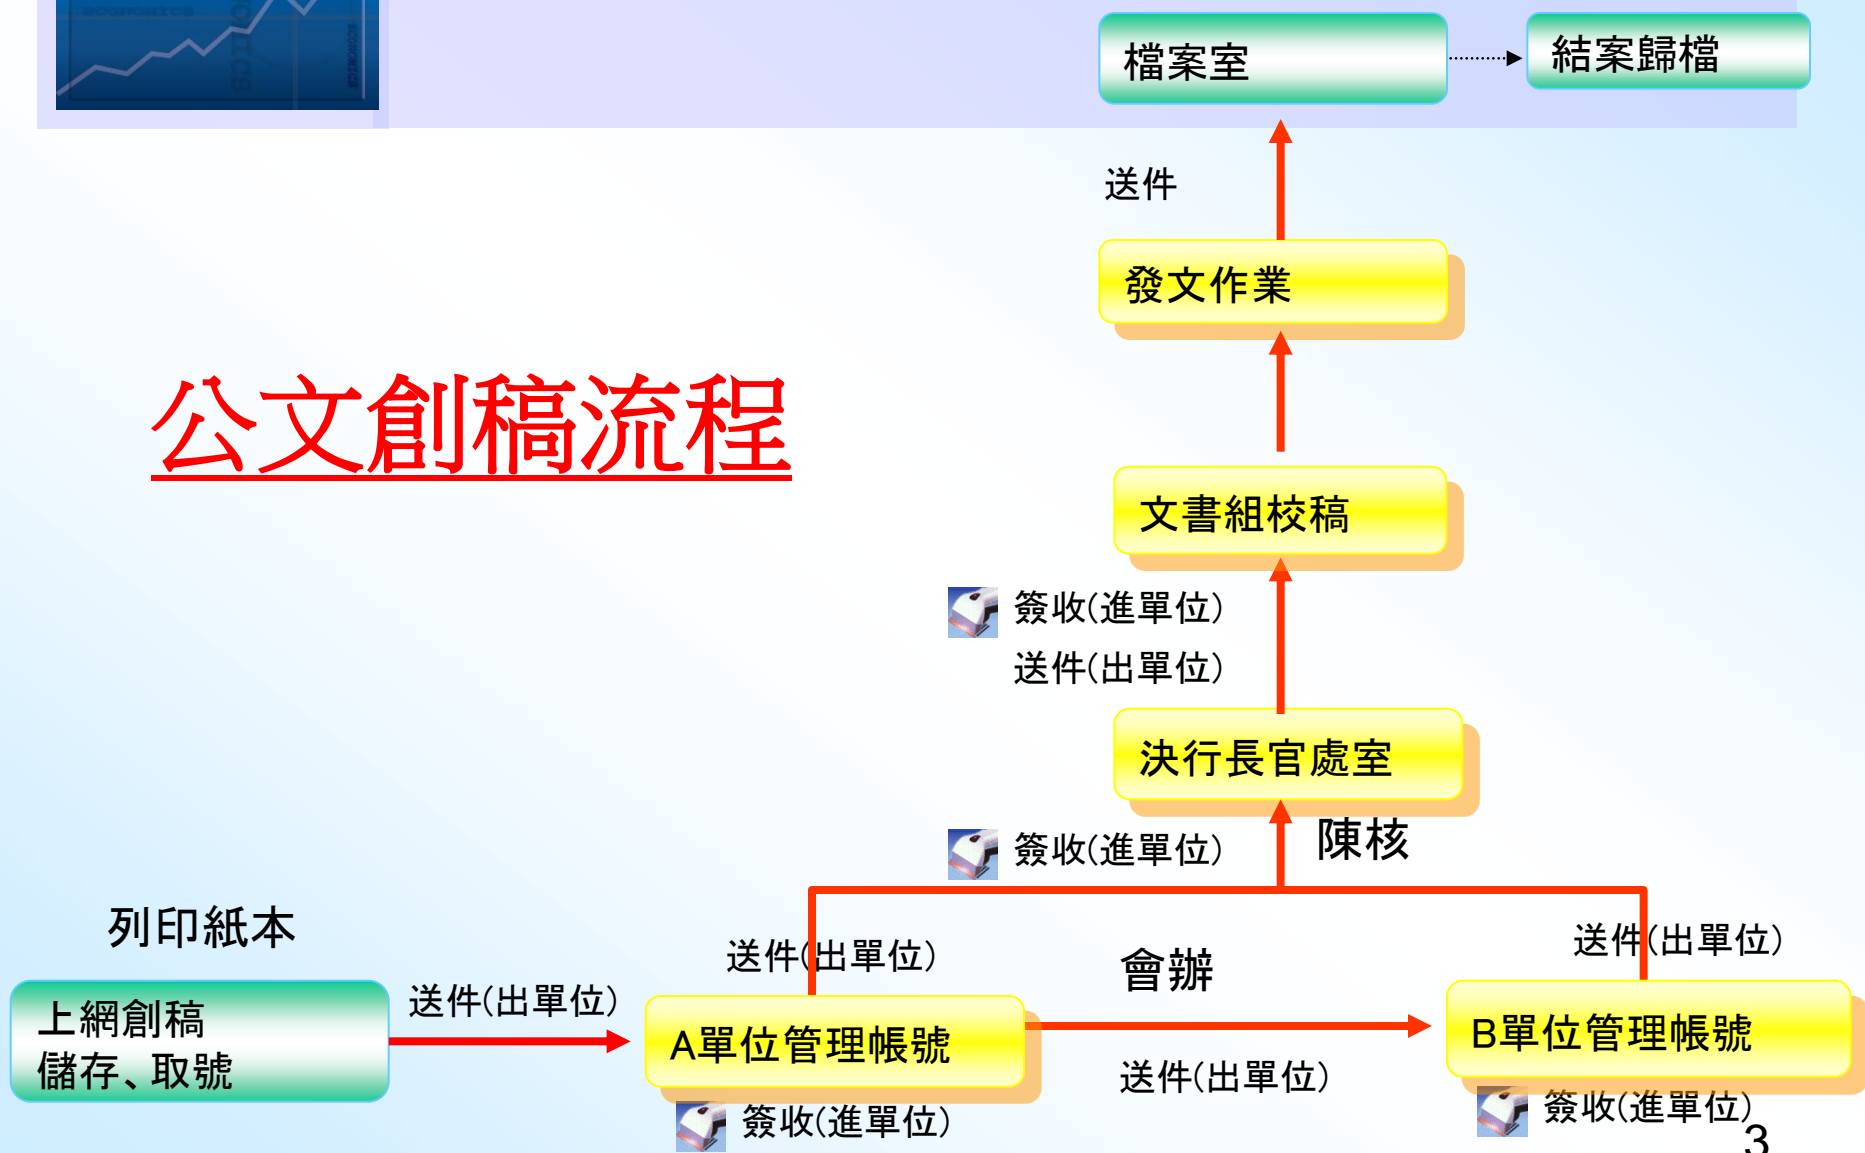 ECONOMICS
檔案室
結案歸檔
送件
發文作業
公文創稿流程
文書組校稿
簽收(進單位)
送件(出單位)
決行長官處室
簽收(進單位)
陳核
列印紙本
送件(出單位)
會辦
送件(出單位)
上網創稿
儲存、取號
送件(出單位)
A單位管理帳號
B單位管理帳號
送件(出單位)
簽收(進單位)
簽收(進單位)
3